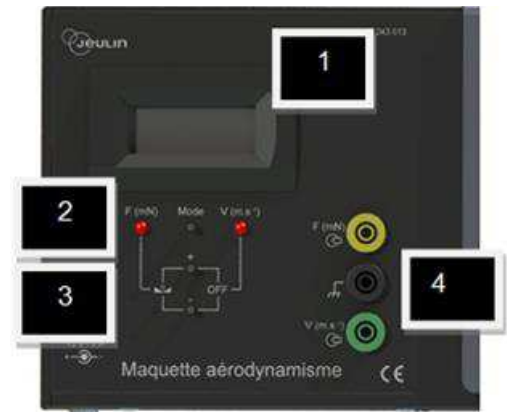 JEULIN
1
2
F (mN) Mode V (m.s⁻¹)
+
OFF
-
3
F (mN)
4
V (m.s⁻¹)
Maquette aérodynamisme CE